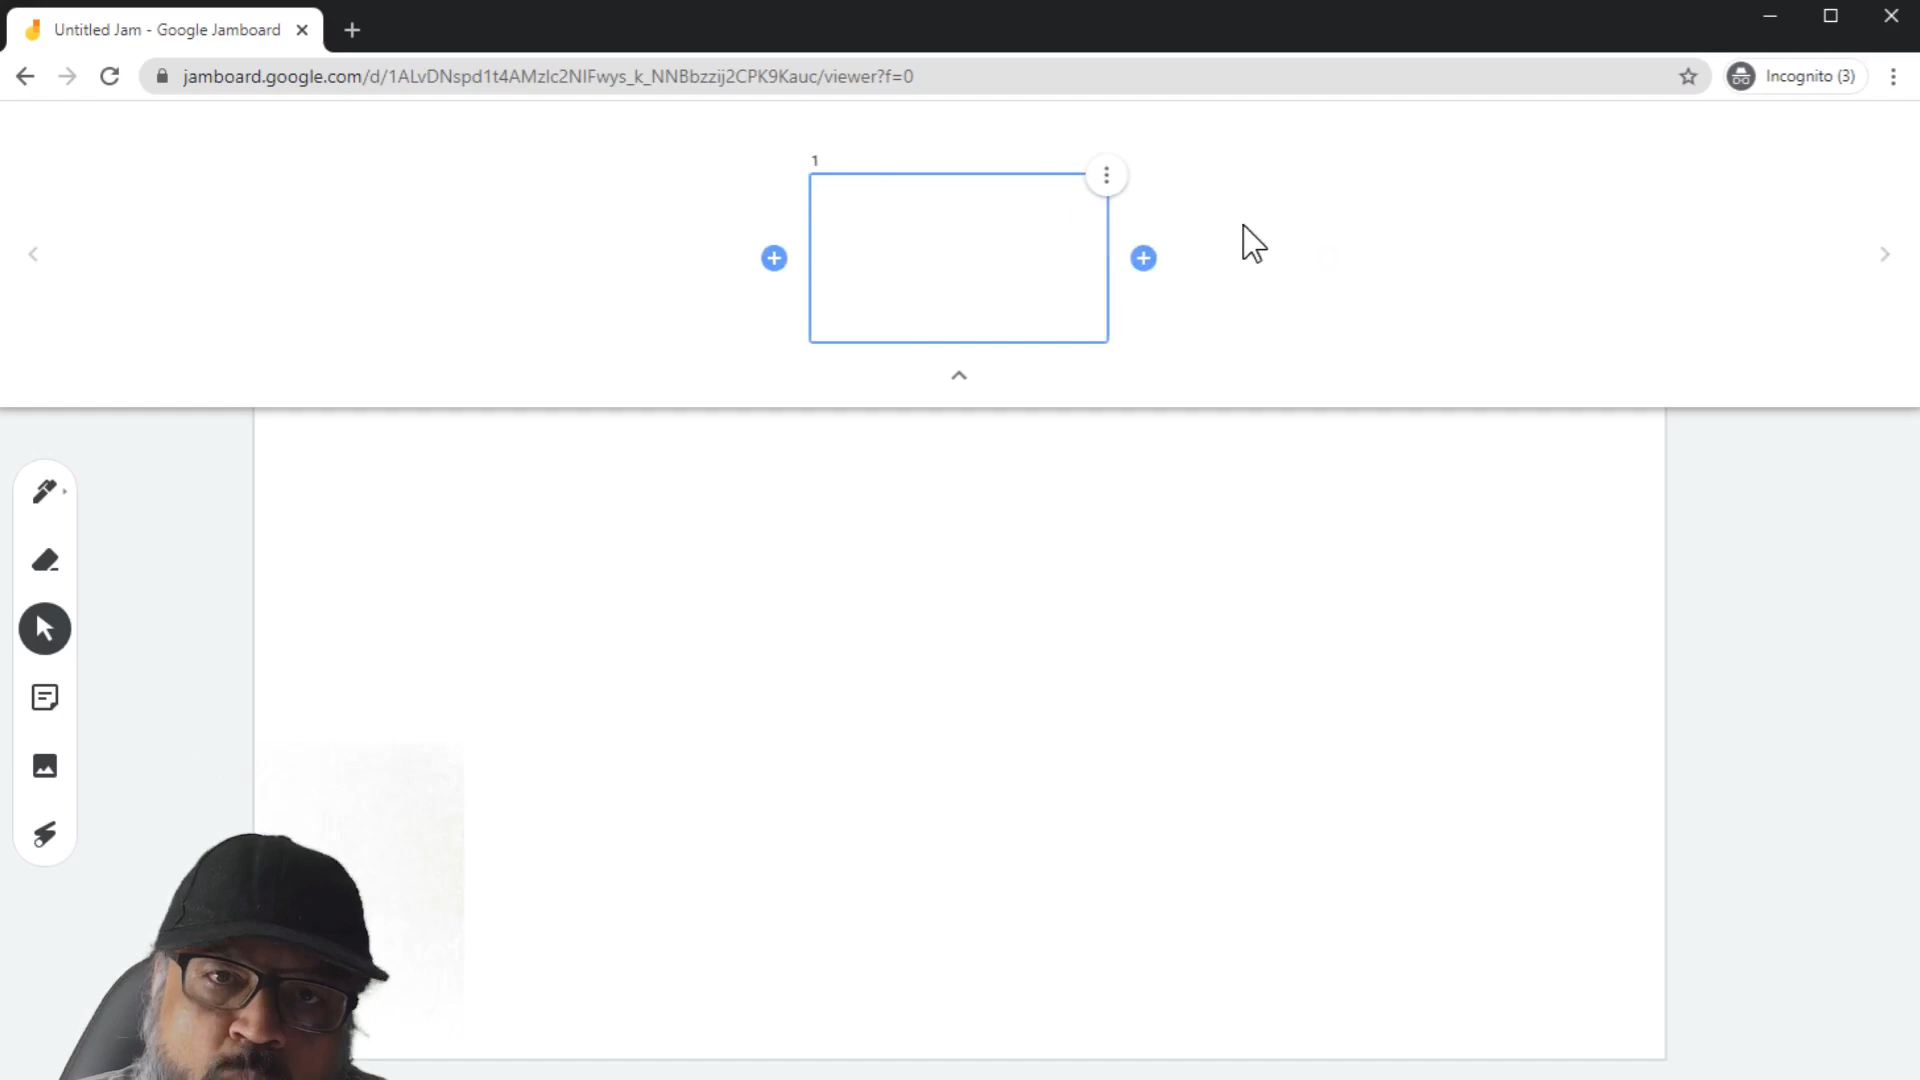 Untitled Jam - Google Jamboard
jamboard.google.com/d/1ALvDNspd1t4AMzlc2NIFwys_k_NNBbzzij2CPK9Kauc/viewer?f=0
Incognito (3)
1